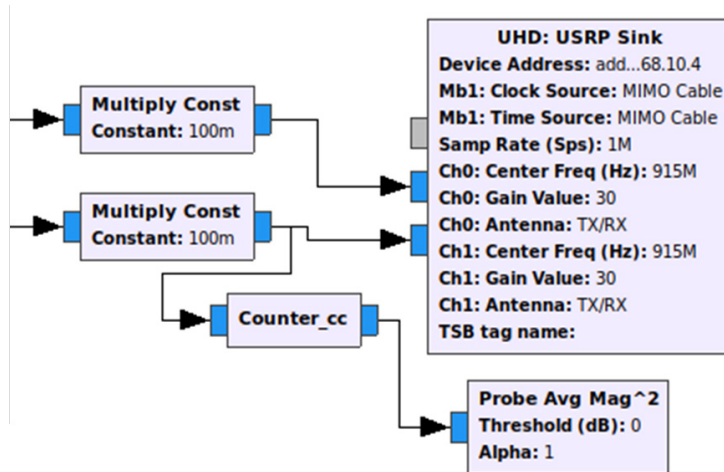 Multiply Const
Constant: 100m
Multiply Const
Constant: 100m
Counter_cc
UHD: USRP Sink
Device Address: add...68.10.4
Mb1: Clock Source: MIMO Cable
Mb1: Time Source: MIMO Cable
Samp Rate (Sps): 1M
Ch0: Center Freq (Hz): 915M
Ch0: Gain Value: 30
Ch0: Antenna: TX/RX
Ch1: Center Freq (Hz): 915M
Ch1: Gain Value: 30
Ch1: Antenna: TX/RX
TSB tag name:
Probe Avg Mag^2
Threshold (dB): 0
Alpha: 1